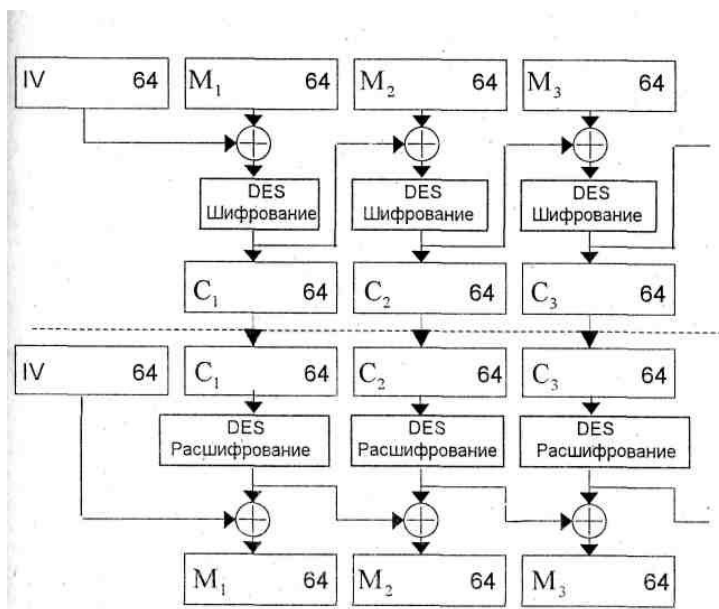 IV 64 M₁ 64 M₂ 64 M₃ 64
DES DES DES
Шифрование Шифрование Шифрование
C₁ 64 C₂ 64 C₃ 64
IV 64 C₁ 64 C₂ 64 C₃ 64
DES DES DES
Расшифрование Расшифрование Расшифрование
M₁ 64 M₂ 64 M₃ 64